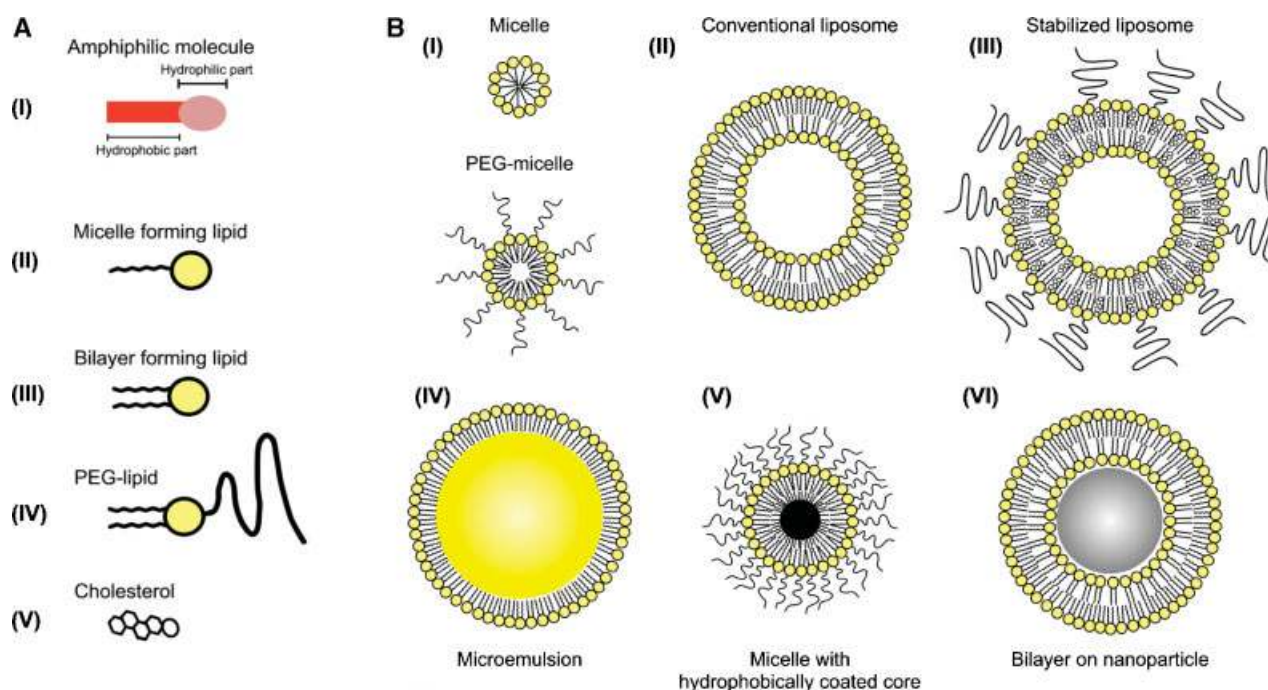 A
Amphiphilic molecule
Hydrophilic part
(I)
Hydrophobic part
Micelle forming lipid
(II)
Bilayer forming lipid
(III)
PEG-lipid
(IV)
Cholesterol
(V)
B
Micelle
(I)
PEG-micelle
Conventional liposome
(II)
Stabilized liposome
(III)
(IV)
Microemulsion
(V)
Micelle with
hydrophobically coated core
(VI)
Bilayer on nanoparticle